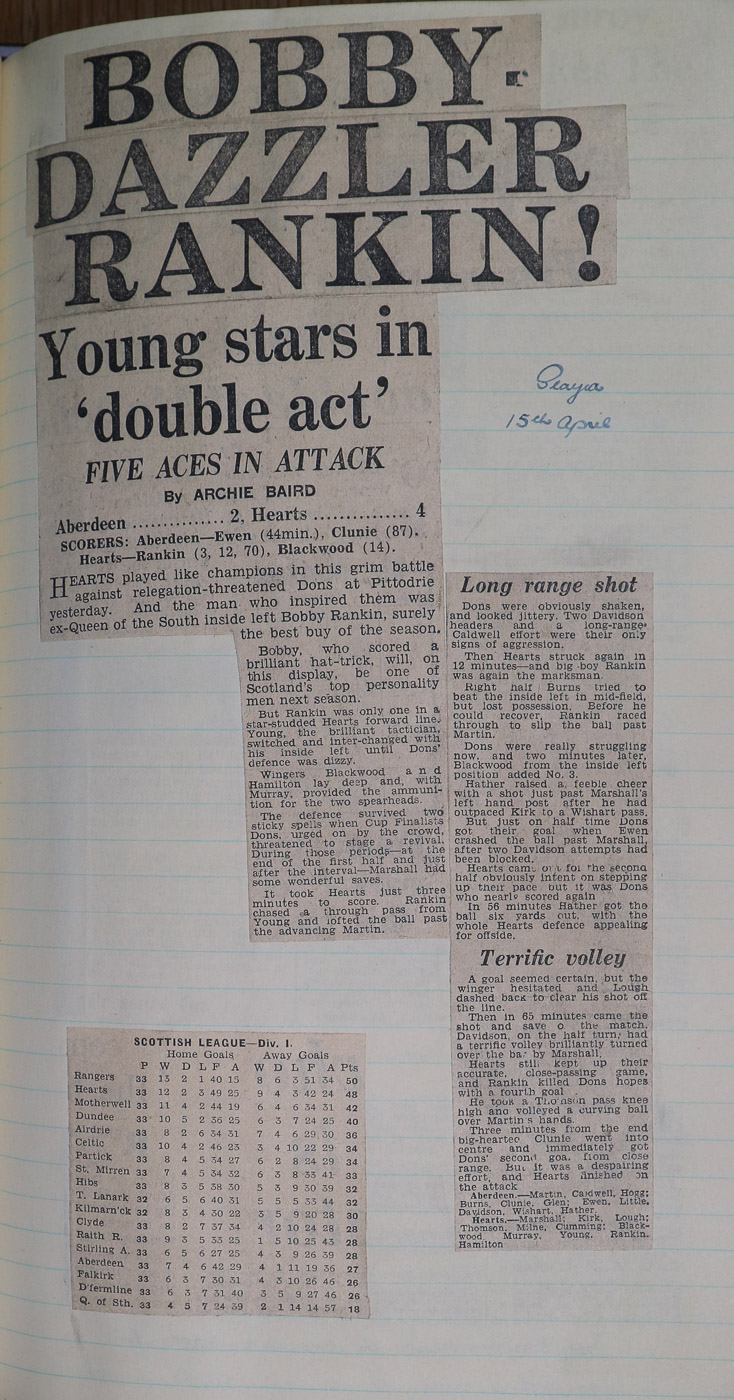 BOBBY-
DAZZLER
RANKIN!
Young stars in
‘double act’
FIVE ACES IN ATTACK
By ARCHIE BAIRD
Aberdeen .............. 2, Hearts .............. 4
SCORERS: Aberdeen—Ewen (44min.), Clunie (87).
Hearts—Rankin (3, 12, 70), Blackwood (14).
HEARTS played like champions in this grim battle
against relegation-threatened Dons at Pittodrie
yesterday. And the man who inspired them was
ex-Queen of the South inside left Bobby Rankin, surely
the best buy of the season.
Bobby, who scored a
brilliant hat-trick, will, on
this display, be one of
Scotland's top personality
men next season.
But Rankin was only one in a
star-studded Hearts forward line.
Young, the brilliant tactician,
switched and inter-changed with
his inside left until Dons'
defence was dizzy.
Wingers Blackwood and
Hamilton lay deep and, with
Murray, provided the ammuni-
tion for the two spearheads.
The defence survived two
sticky spells when Cup Finalists
Dons, urged on by the crowd,
threatened to stage a revival.
During those periods—at the
end of the first half and just
after the interval—Marshall had
some wonderful saves.
It took Hearts just three
minutes to score. Rankin
chased a through pass from
Young and lofted the ball past
the advancing Martin.
15th April
Long range shot
Dons were obviously shaken,
and looked jittery. Two Davidson
headers and a long-range
Caldwell effort were their only
signs of aggression.
Then Hearts struck again in
12 minutes—and big boy Rankin
was again the marksman.
Right half Burns tried to
beat the inside left in mid-field,
but lost possession. Before he
could recover, Rankin raced
through to slip the ball past
Martin.
Dons were really struggling
now, and two minutes later,
Blackwood from the inside left
position added No. 3.
Hather raised a feeble cheer
with a shot just past Marshall's
left hand post after he had
outpaced Kirk to a Wishart pass.
But just on half time Dons
got their goal when Ewen
crashed the ball past Marshall,
after two Davidson attempts had
been blocked.
Hearts came out for the second
half obviously intent on stepping
up their pace but it was Dons
who nearly scored again
In 56 minutes Hather got the
ball six yards out, with the
whole Hearts defence appealing
for offside.
Terrific volley
A goal seemed certain, but the
winger hesitated and Lough
dashed back to clear his shot off
the line.
Then in 65 minutes came the
shot and save o the match.
Davidson, on the half turn, had
a terrific volley brilliantly turned
over the bar by Marshall.
Hearts still kept up their
accurate, close-passing game,
and Rankin killed Dons hopes
with a fourth goal.
He took a Thomson pass knee
high and volleyed a curving ball
over Martin's hands.
Three minutes from the end
big-hearted Clunie went into
centre and immediately got
Dons' second goal from close
range. But it was a despairing
effort, and Hearts finished on
the attack
Aberdeen.—Martin, Caldwell, Hogg;
Burns, Clunie, Glen; Ewen, Little,
Davidson, Wishart, Hather.
Hearts.—Marshall; Kirk, Lough;
Thomson, Milne, Cumming; Black-
wood, Murray, Young, Rankin,
Hamilton
SCOTTISH LEAGUE—Div. I.
Home Goals Away Goals
P W D L F A W D L F A Pts
Rangers 33 13 2 1 40 15 8 6 3 51 34 50
Hearts 33 12 2 3 49 25 9 4 3 42 24 48
Motherwell 33 11 4 2 44 19 6 4 6 34 31 42
Dundee 33 10 5 2 36 25 6 3 7 24 25 40
Airdrie 33 8 2 6 34 31 7 4 6 29 30 36
Celtic 33 10 4 2 46 23 3 4 10 22 29 34
Partick 33 8 4 5 34 27 6 2 8 24 29 34
St. Mirren 33 7 4 5 34 32 6 3 8 33 41 33
Hibs 33 8 3 5 38 30 5 3 9 30 39 32
T. Lanark 32 6 5 6 40 31 5 5 5 33 44 32
Kilmarn'ck 32 8 3 4 30 22 3 5 9 20 28 30
Clyde 33 8 2 7 37 34 4 2 10 24 28 28
Raith R. 33 9 3 5 33 25 1 5 10 25 43 28
Stirling A. 33 6 5 6 27 25 4 3 9 26 39 28
Aberdeen 33 7 4 6 42 29 4 1 11 19 36 27
Falkirk 33 6 3 7 30 31 4 3 10 26 46 26
D'fermline 33 6 3 7 31 40 3 5 9 27 46 26
Q. of Sth. 33 4 5 7 24 39 2 1 14 14 57 18